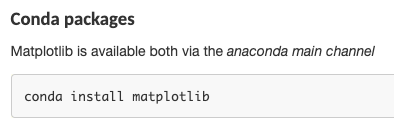 Conda packages
Matplotlib is available both via the anaconda main channel
conda install matplotlib